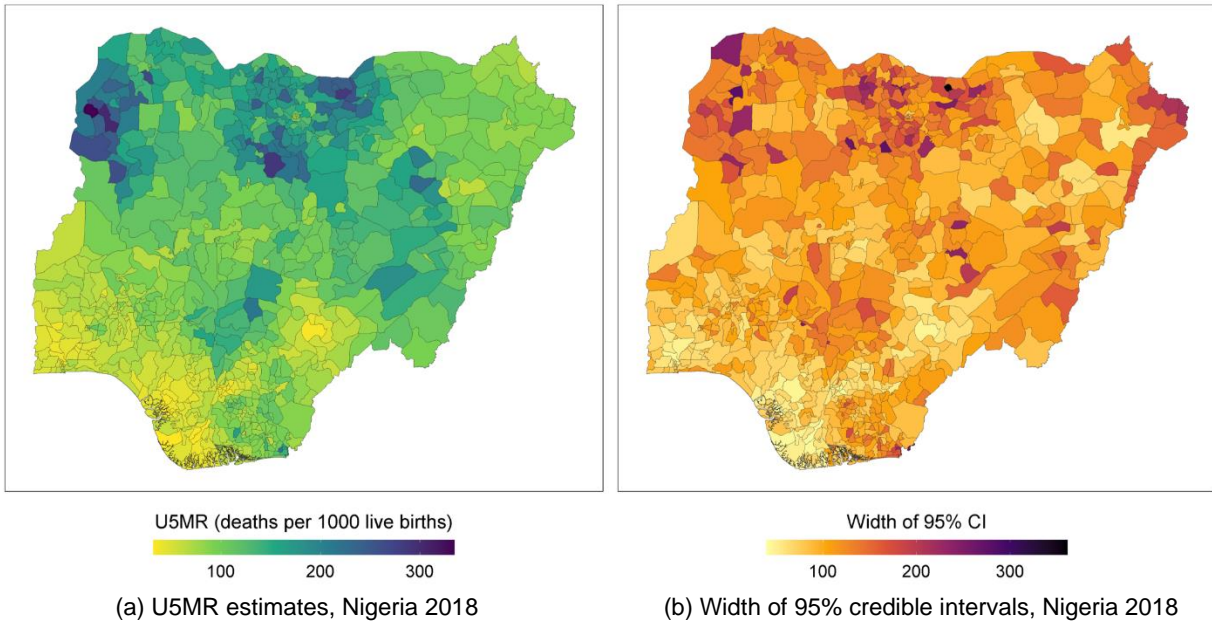 U5MR (deaths per 1000 live births)
100 200 300
(a) U5MR estimates, Nigeria 2018
Width of 95% CI
100 200 300
(b) Width of 95% credible intervals, Nigeria 2018